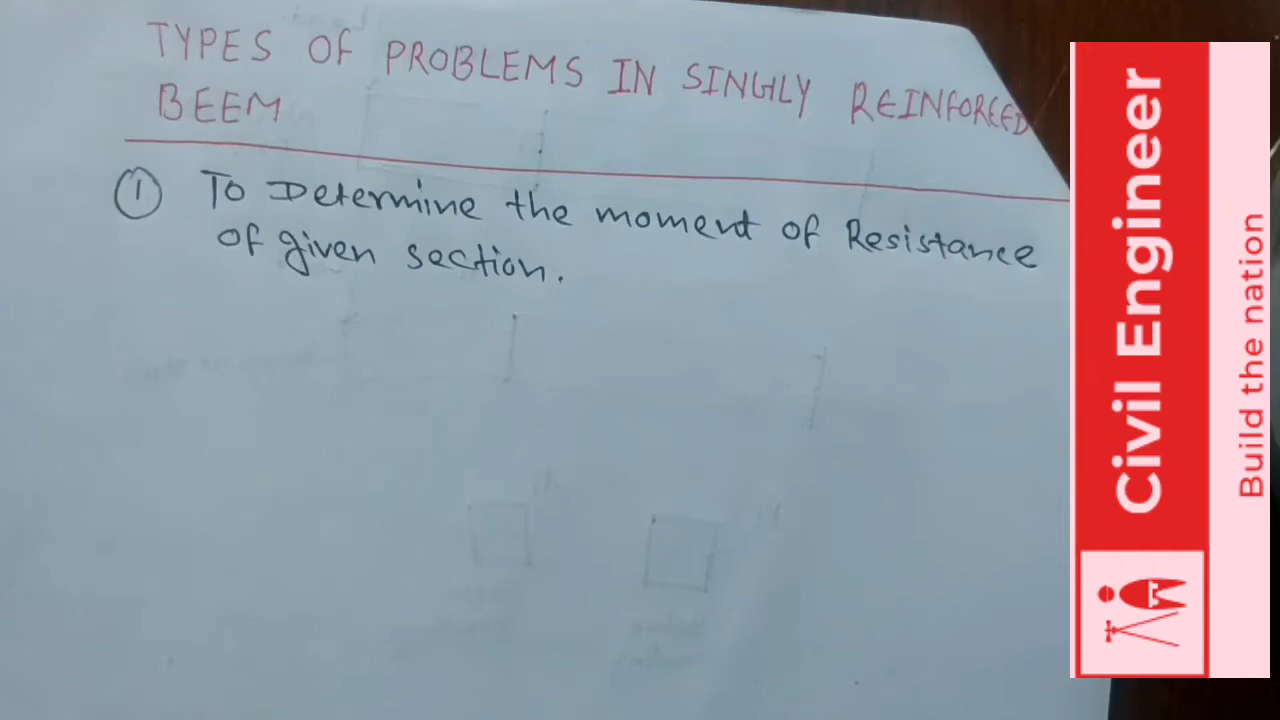 TYPES OF PROBLEMS IN SINGLY REINFORCED
BEEM
① To Determine the moment of Resistance
of given section.
Civil Engineer
Build the nation